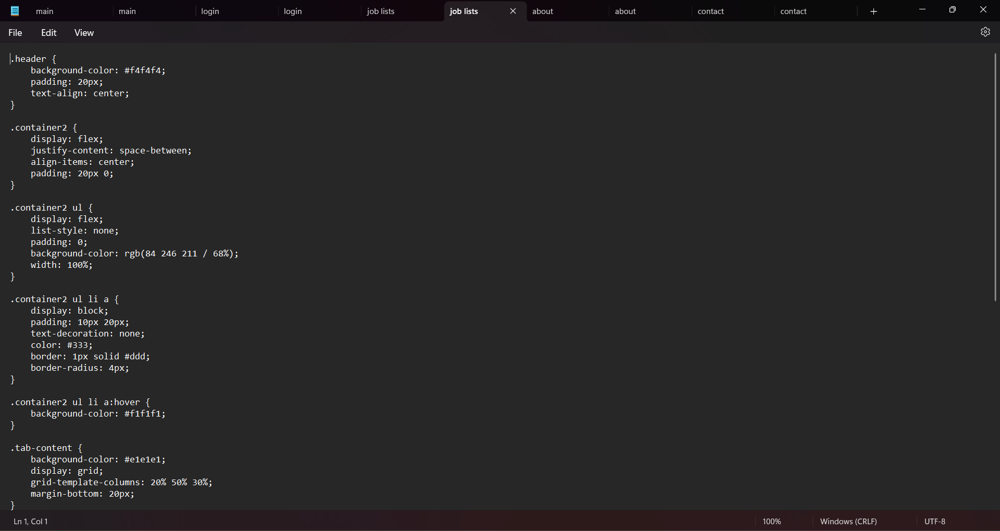 main
main
login
login
job lists
job lists
about
about
contact
contact
File
Edit
View
.header {
    background-color: #f4f4f4;
    padding: 20px;
    text-align: center;
}
.container2 {
    display: flex;
    justify-content: space-between;
    align-items: center;
    padding: 20px 0;
}
.container2 ul {
    display: flex;
    list-style: none;
    padding: 0;
    background-color: rgb(84 246 211 / 68%);
    width: 100%;
}
.container2 ul li a {
    display: block;
    padding: 10px 20px;
    text-decoration: none;
    color: #333;
    border: 1px solid #ddd;
    border-radius: 4px;
}
.container2 ul li a:hover {
    background-color: #f1f1f1;
}
.tab-content {
    background-color: #e1e1e1;
    display: grid;
    grid-template-columns: 20% 50% 30%;
    margin-bottom: 20px;
}
Ln 1, Col 1
100%
Windows (CRLF)
UTF-8